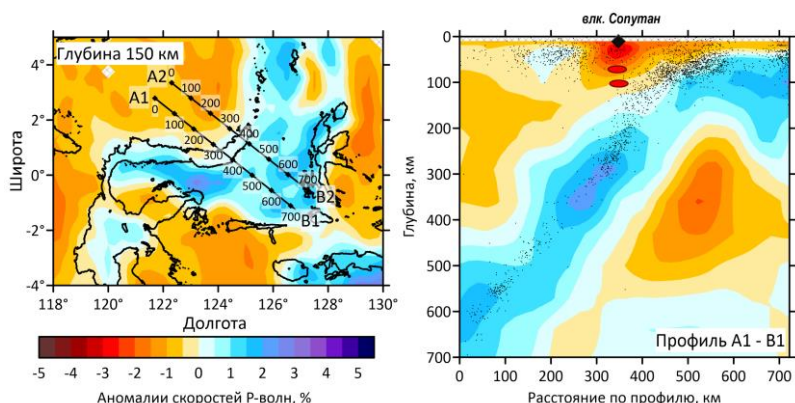 влк. Сопутан
Глубина 150 км
A2
A1
0
100
200
300
400
500
600
700
B2
0
100
200
300
400
500
600
700
B1
4°
2°
0°
-2°
-4°
Широта
118°
120°
122°
124°
126°
128°
130°
Долгота
-5 -4 -3 -2 -1 0 1 2 3 4 5
Аномалии скоростей P-волн, %
0
100
200
300
400
500
600
700
Глубина, км
Профиль A1 - B1
0 100 200 300 400 500 600 700
Расстояние по профилю, км